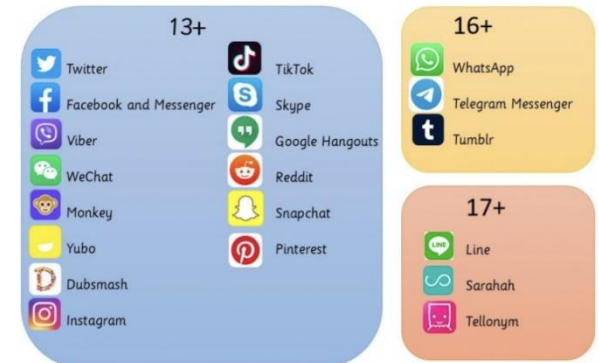 13+
Twitter
Facebook and Messenger
Viber
WeChat
Monkey
Yubo
Dubsmash
Instagram
TikTok
Skype
Google Hangouts
Reddit
Snapchat
Pinterest
16+
WhatsApp
Telegram Messenger
Tumblr
17+
LINE
Line
Sarahah
Tellonym